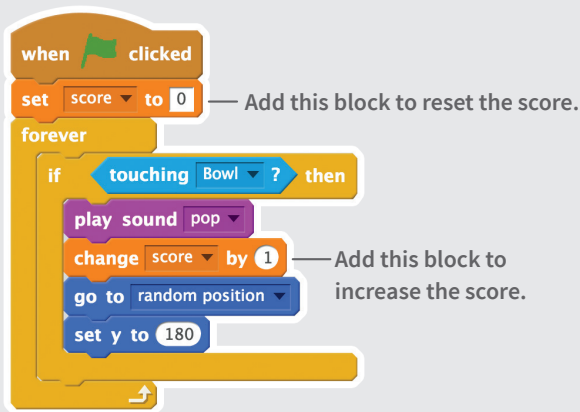 when clicked
set score to 0
Add this block to reset the score.
forever
if touching Bowl ? then
play sound pop
change score by 1
Add this block to
increase the score.
go to random position
set y to 180